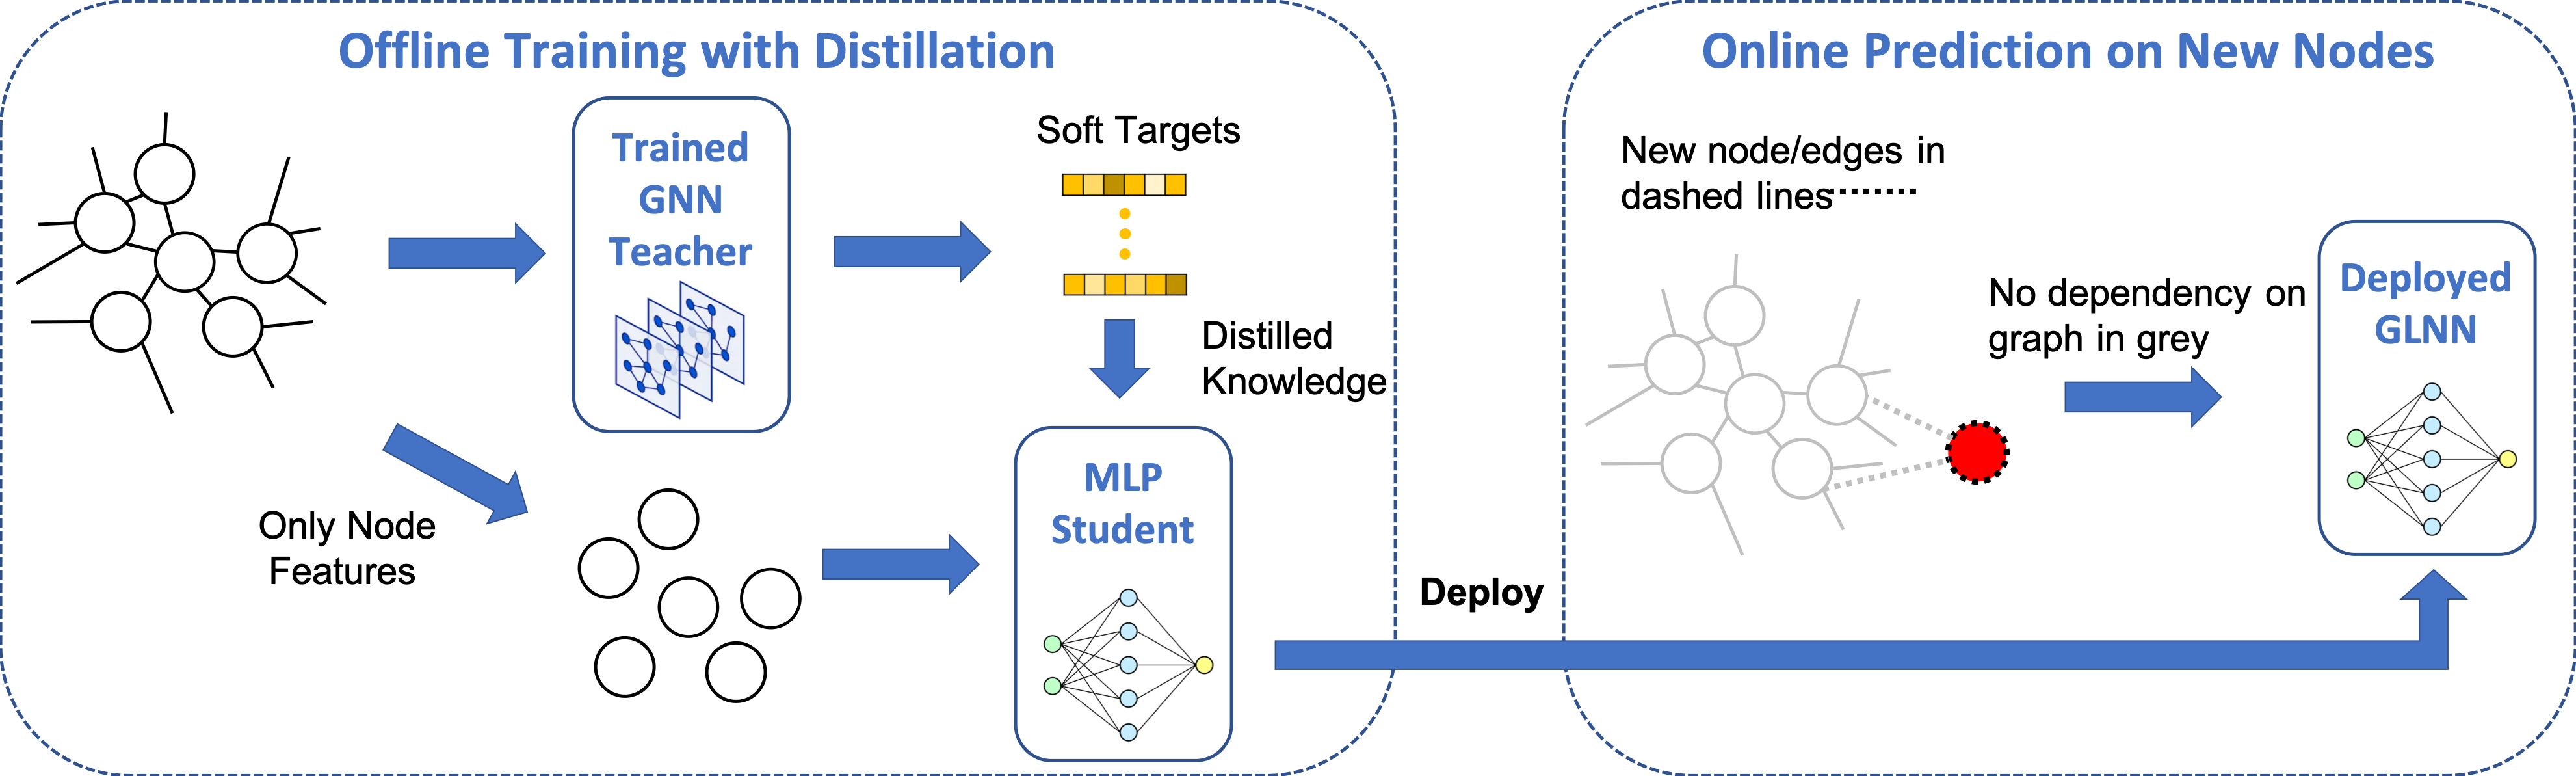 Offline Training with Distillation
Trained
GNN
Teacher
Soft Targets
Distilled
Knowledge
Only Node
Features
MLP
Student
Deploy
Online Prediction on New Nodes
New node/edges in
dashed lines
No dependency on
graph in grey
Deployed
GLNN